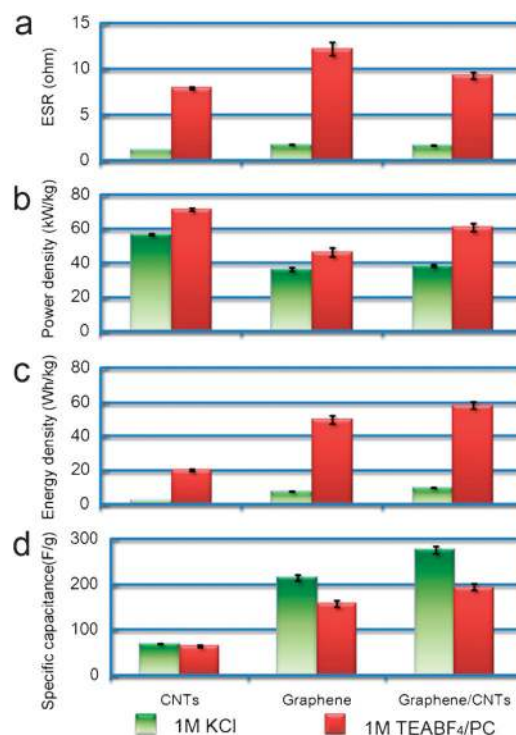 a
ESR (ohm)
15
10
5
0
b
Power density (kW/kg)
80
60
40
20
0
c
Energy density (Wh/kg)
80
60
40
20
0
d
Specific capacitance(F/g)
300
200
100
0
CNTs Graphene Graphene/CNTs
1M KCl 1M TEABF₄/PC